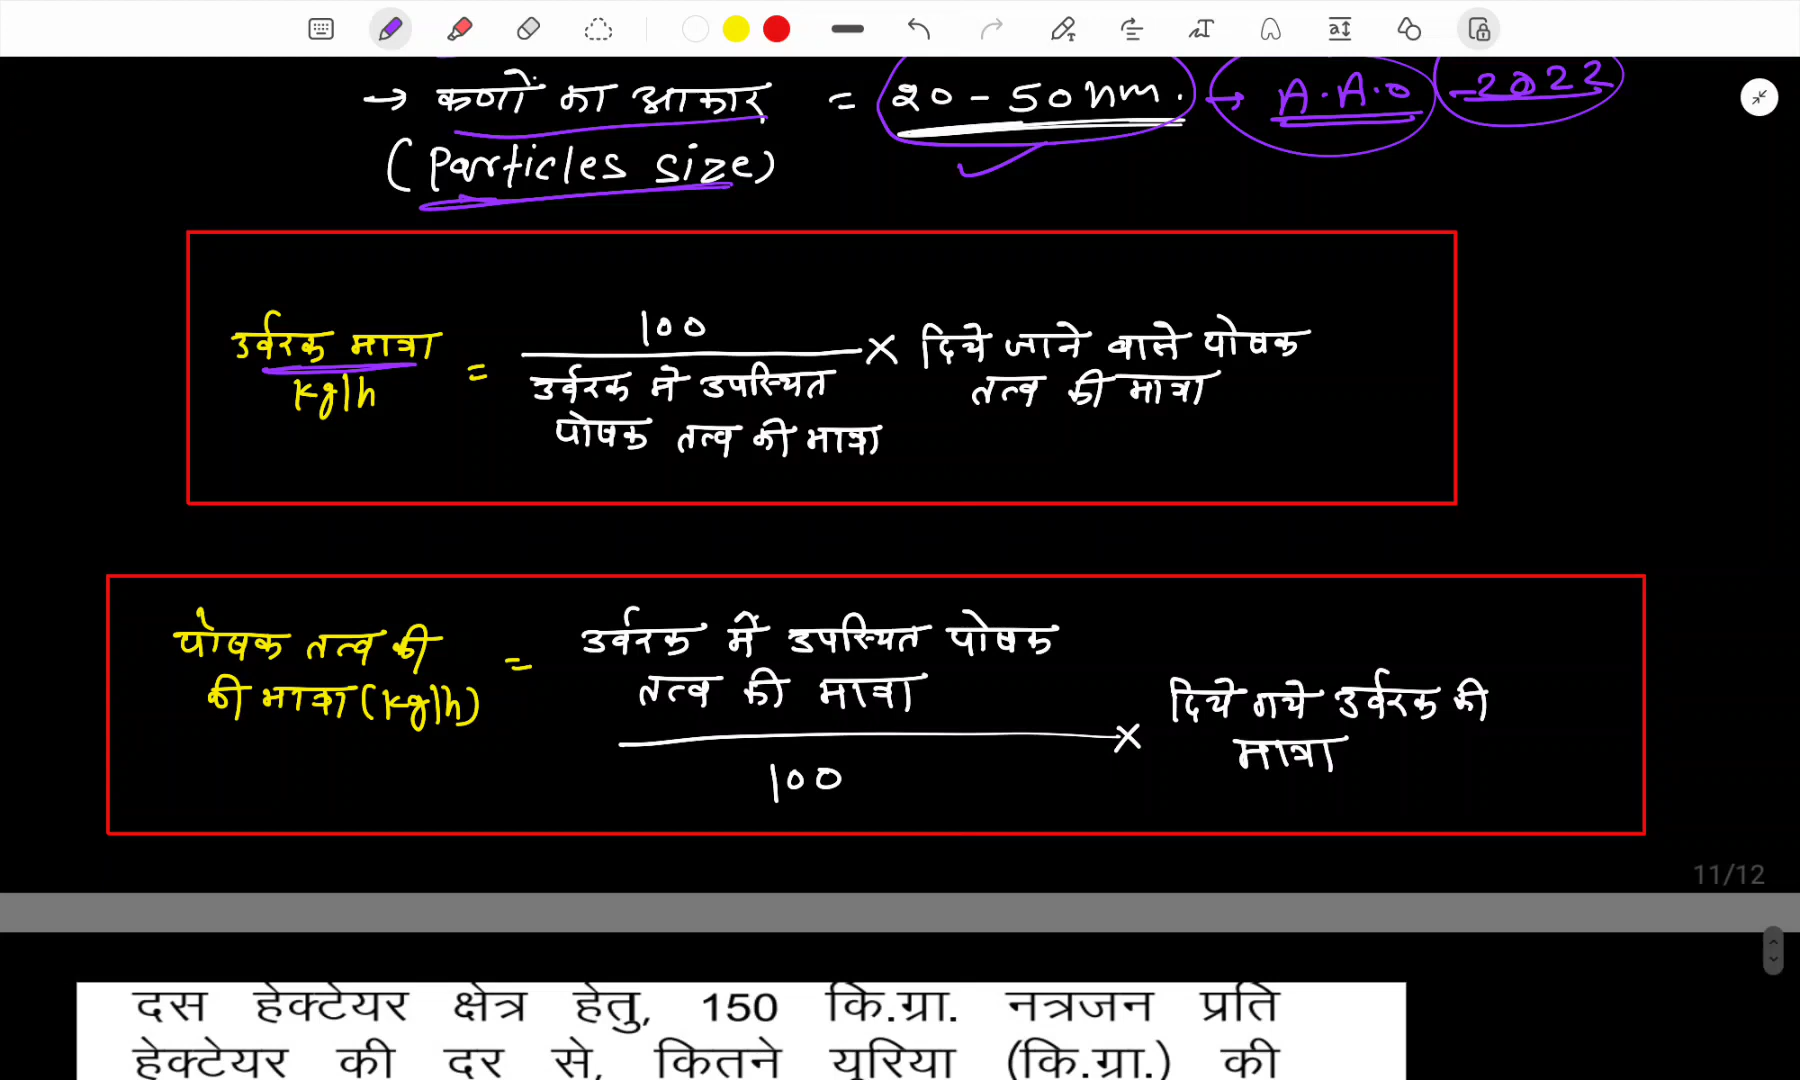 → कणों का आकार = 20 - 50 nm. → A.A.O - 2022
(Particles size)
उर्वरक मात्रा kg/h = 100 / उर्वरक में उपस्थित पोषक तत्व की मात्रा × दिये जाने वाले पोषक तत्व की मात्रा
पोषक तत्व की
की मात्रा (kg/h) = उर्वरक में उपस्थित पोषक तत्व की मात्रा / 100 × दिये गये उर्वरक की मात्रा
11/12
दस हेक्टेयर क्षेत्र हेतु, 150 कि.ग्रा. नत्रजन प्रति
हेक्टेयर की दर से, कितने यूरिया (कि.ग्रा.) की